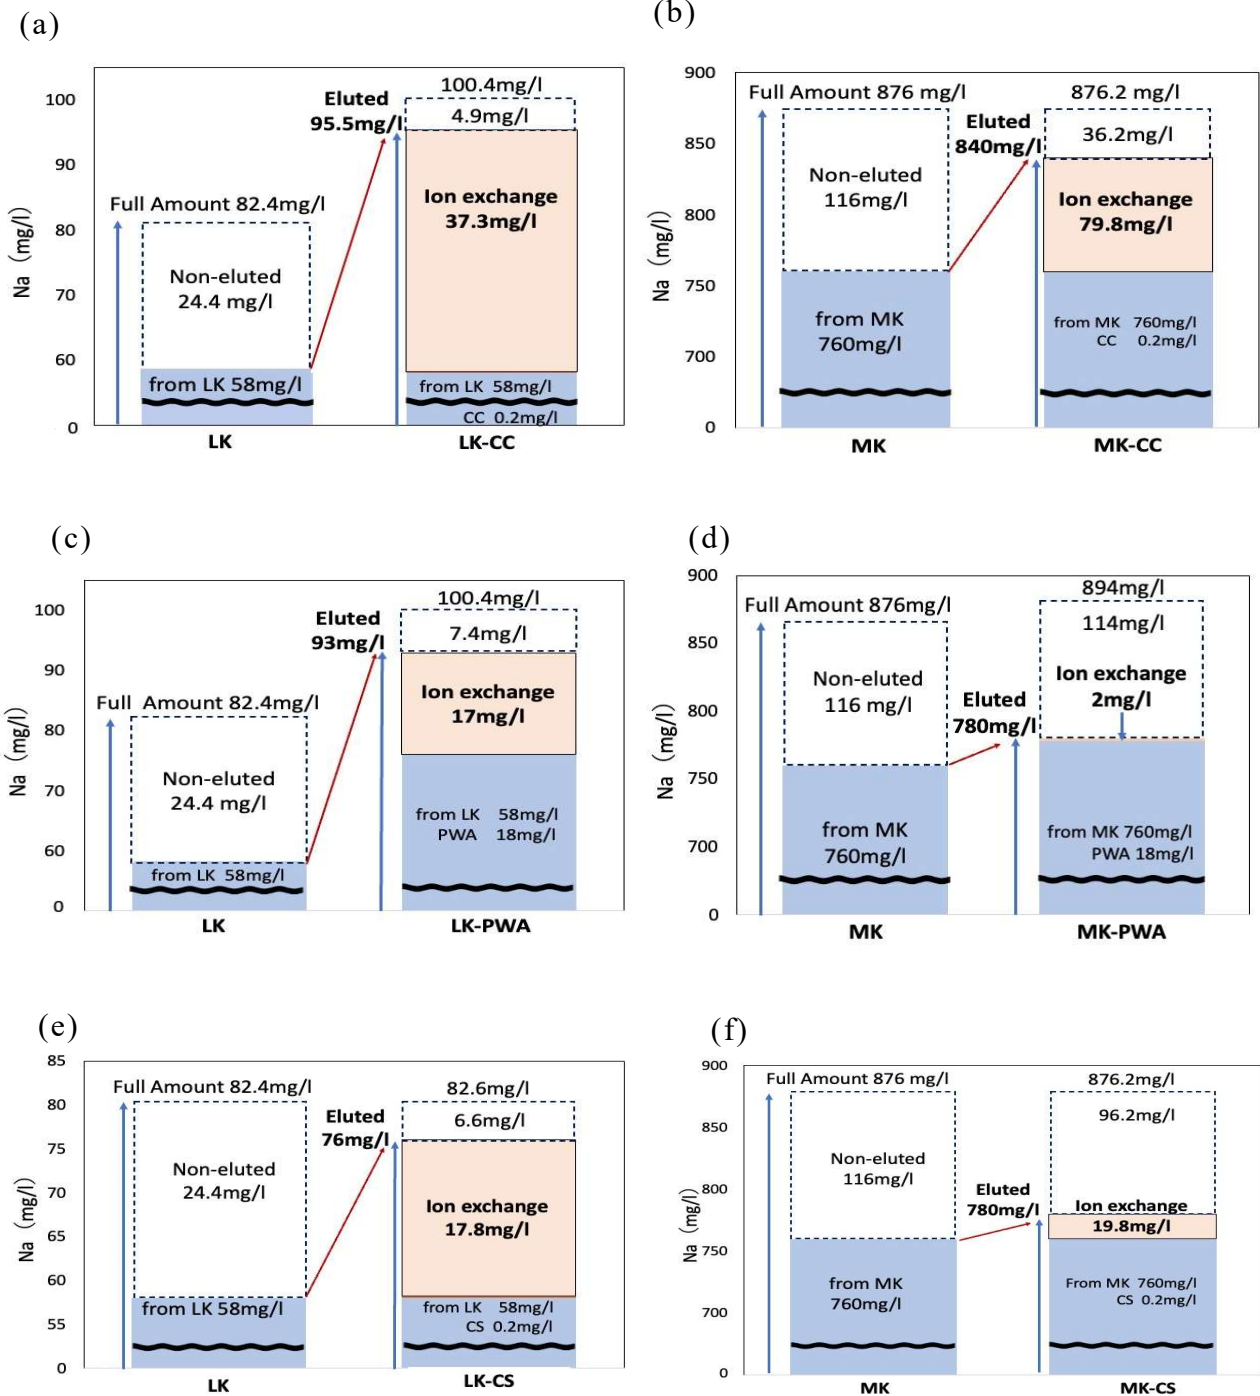 (a)
Na (mg/l)
100
90
80
70
60
0
Full Amount 82.4mg/l
Non-eluted
24.4 mg/l
from LK 58mg/l
LK
Eluted
95.5mg/l
100.4mg/l
4.9mg/l
Ion exchange
37.3mg/l
from LK 58mg/l
CC 0.2mg/l
LK-CC
(b)
Na (mg/l)
900
850
800
750
700
0
Full Amount 876 mg/l
Non-eluted
116mg/l
from MK
760mg/l
MK
Eluted
840mg/l
876.2 mg/l
36.2mg/l
Ion exchange
79.8mg/l
from MK 760mg/l
CC 0.2mg/l
MK-CC
(c)
Na (mg/l)
100
90
80
70
60
0
Full Amount 82.4mg/l
Non-eluted
24.4 mg/l
from LK 58mg/l
LK
Eluted
93mg/l
100.4mg/l
7.4mg/l
Ion exchange
17mg/l
from LK 58mg/l
PWA 18mg/l
LK-PWA
(d)
Na (mg/l)
900
850
800
750
700
0
Full Amount 876mg/l
Non-eluted
116 mg/l
from MK
760mg/l
MK
Eluted
780mg/l
894mg/l
114mg/l
Ion exchange
2mg/l
from MK 760mg/l
PWA 18mg/l
MK-PWA
(e)
Na (mg/l)
85
80
75
70
65
60
55
0
Full Amount 82.4mg/l
Non-eluted
24.4mg/l
from LK 58mg/l
LK
Eluted
76mg/l
82.6mg/l
6.6mg/l
Ion exchange
17.8mg/l
from LK 58mg/l
CS 0.2mg/l
LK-CS
(f)
Na (mg/l)
900
850
800
750
700
0
Full Amount 876 mg/l
Non-eluted
116mg/l
from MK
760mg/l
MK
Eluted
780mg/l
876.2mg/l
96.2mg/l
Ion exchange
19.8mg/l
From MK 760mg/l
CS 0.2mg/l
MK-CS